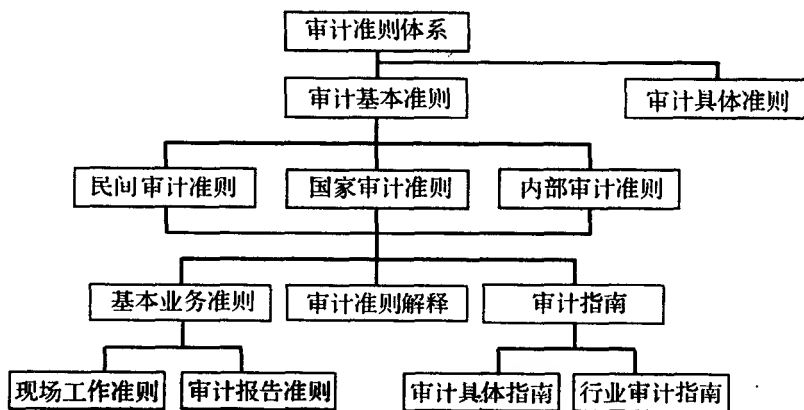 审计准则体系
审计基本准则
审计具体准则
民间审计准则
国家审计准则
内部审计准则
基本业务准则
审计准则解释
审计指南
现场工作准则
审计报告准则
审计具体指南
行业审计指南